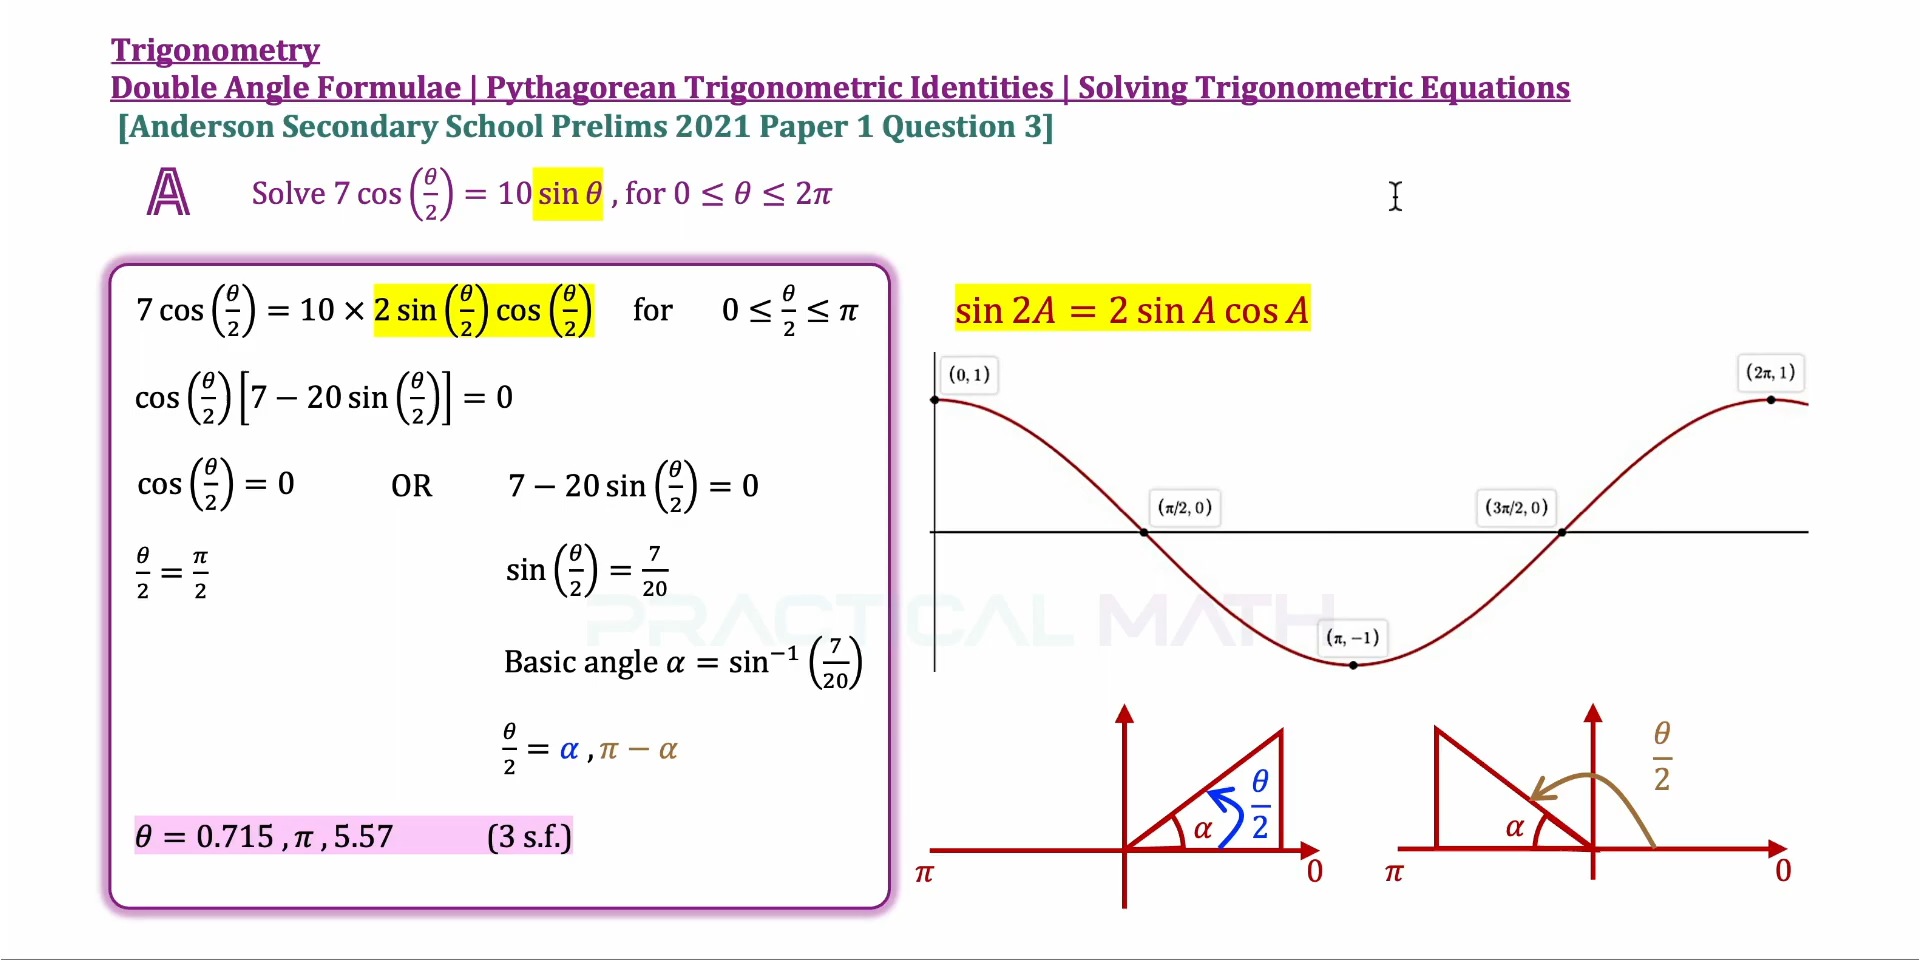 Trigonometry
Double Angle Formulae | Pythagorean Trigonometric Identities | Solving Trigonometric Equations
[Anderson Secondary School Prelims 2021 Paper 1 Question 3]
𝔸 Solve 7 cos (θ/2) = 10 sin θ , for 0 ≤ θ ≤ 2π
7 cos (θ/2) = 10 × 2 sin (θ/2) cos (θ/2) for 0 ≤ θ/2 ≤ π
cos (θ/2) [7 − 20 sin (θ/2)] = 0
cos (θ/2) = 0 OR 7 − 20 sin (θ/2) = 0
θ/2 = π/2
sin (θ/2) = 7/20
Basic angle α = sin⁻¹ (7/20)
θ/2 = α , π − α
θ = 0.715 , π , 5.57 (3 s.f.)
sin 2A = 2 sin A cos A
(0, 1)
(2π, 1)
(π/2, 0)
(3π/2, 0)
(π, −1)
PRACTICAL MATH
α
θ/2
π
0
θ/2
α
π
0